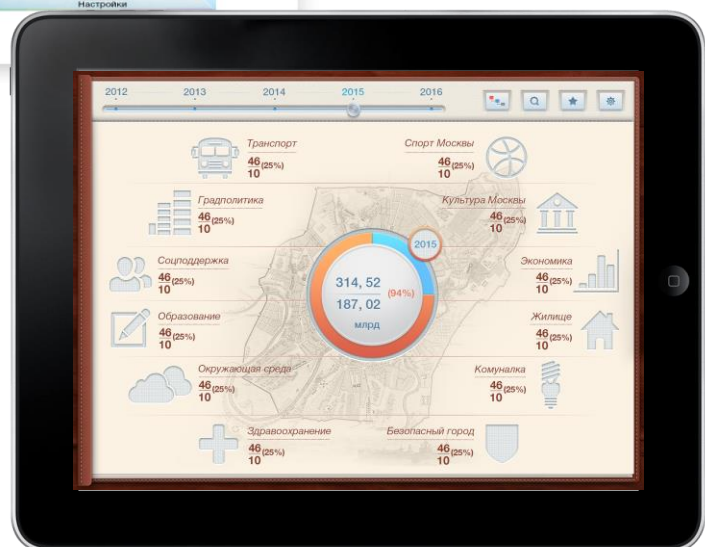 Настройки
2012 2013 2014 2015 2016
Транспорт
46 (25%)
10
Спорт Москвы
46 (25%)
10
Градполитика
46 (25%)
10
Культура Москвы
46 (25%)
10
2015
Соцподдержка
46 (25%)
10
Экономика
46 (25%)
10
314, 52
(94%)
187, 02
млрд
Образование
46 (25%)
10
Жилище
46 (25%)
10
Окружающая среда
46 (25%)
10
Комуналка
46 (25%)
10
Здравоохранение
46 (25%)
10
Безопасный город
46 (25%)
10